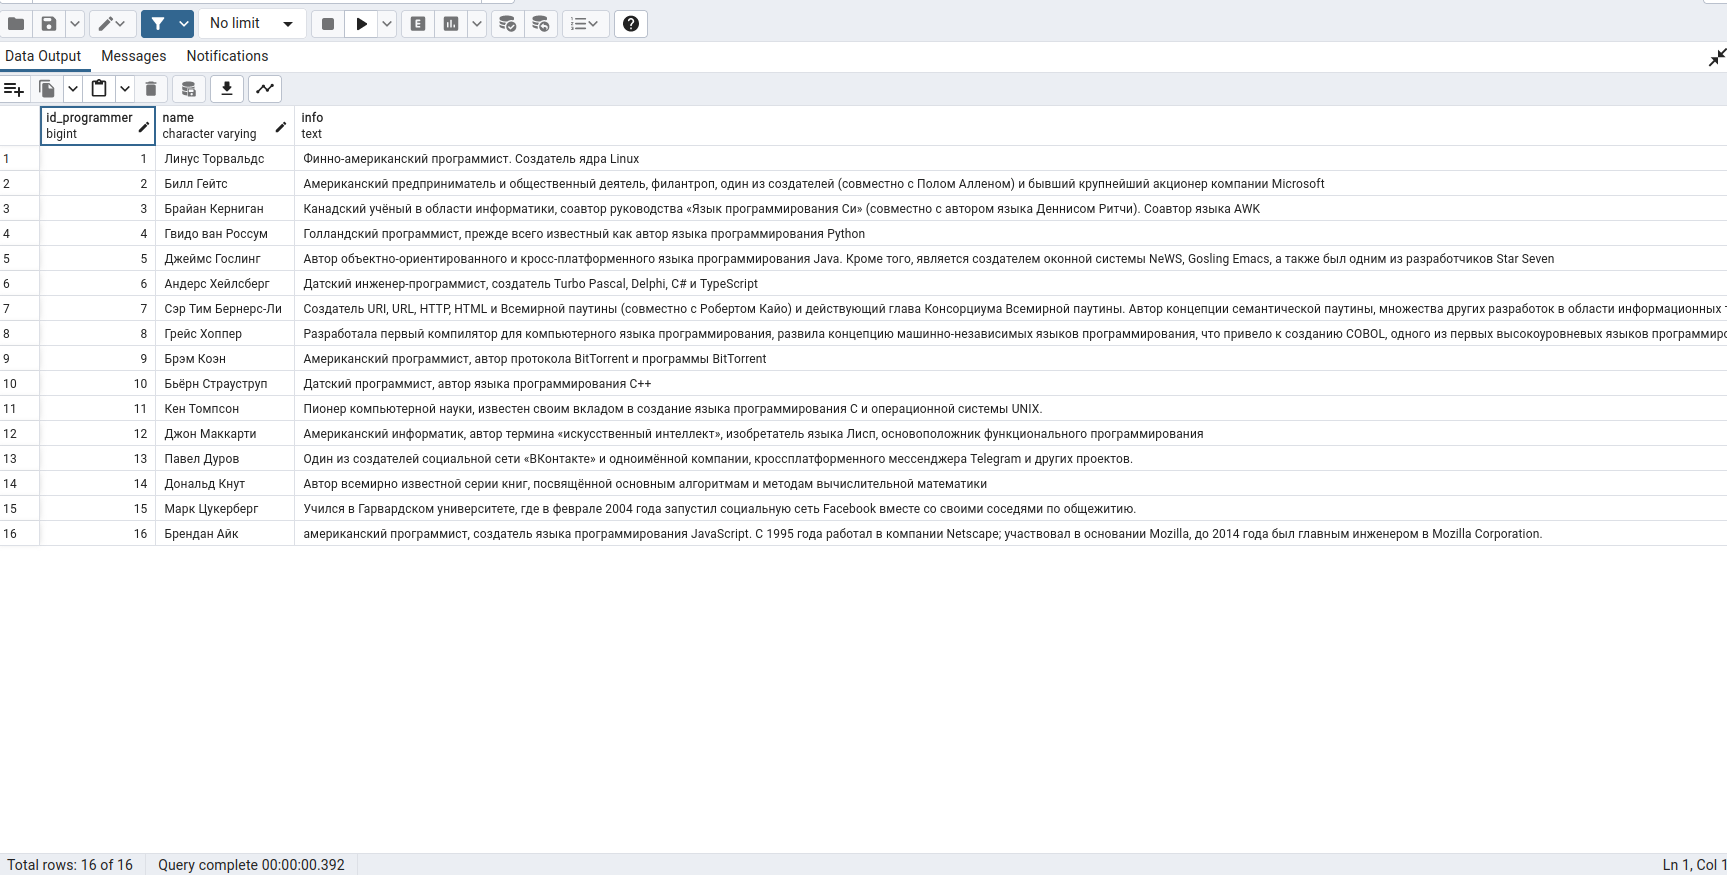 No limit
E
Data Output Messages Notifications
id_programmer name info
bigint character varying text
1 1 Линус Торвальдс Финно-американский программист. Создатель ядра Linux
2 2 Билл Гейтс Американский предприниматель и общественный деятель, филантроп, один из создателей (совместно с Полом Алленом) и бывший крупнейший акционер компании Microsoft
3 3 Брайан Керниган Канадский учёный в области информатики, соавтор руководства «Язык программирования Си» (совместно с автором языка Деннисом Ритчи). Соавтор языка AWK
4 4 Гвидо ван Россум Голландский программист, прежде всего известный как автор языка программирования Python
5 5 Джеймс Гослинг Автор объектно-ориентированного и кросс-платформенного языка программирования Java. Кроме того, является создателем оконной системы NeWS, Gosling Emacs, а также был одним из разработчиков Star Seven
6 6 Андерс Хейлсберг Датский инженер-программист, создатель Turbo Pascal, Delphi, C# и TypeScript
7 7 Сэр Тим Бернерс-Ли Создатель URI, URL, HTTP, HTML и Всемирной паутины (совместно с Робертом Кайо) и действующий глава Консорциума Всемирной паутины. Автор концепции семантической паутины, множества других разработок в области информационных
8 8 Грейс Хоппер Разработала первый компилятор для компьютерного языка программирования, развила концепцию машинно-независимых языков программирования, что привело к созданию COBOL, одного из первых высокоуровневых языков программиро
9 9 Брэм Коэн Американский программист, автор протокола BitTorrent и программы BitTorrent
10 10 Бьёрн Страуструп Датский программист, автор языка программирования C++
11 11 Кен Томпсон Пионер компьютерной науки, известен своим вкладом в создание языка программирования C и операционной системы UNIX.
12 12 Джон Маккарти Американский информатик, автор термина «искусственный интеллект», изобретатель языка Лисп, основоположник функционального программирования
13 13 Павел Дуров Один из создателей социальной сети «ВКонтакте» и одноимённой компании, кроссплатформенного мессенджера Telegram и других проектов.
14 14 Дональд Кнут Автор всемирно известной серии книг, посвящённой основным алгоритмам и методам вычислительной математики
15 15 Марк Цукерберг Учился в Гарвардском университете, где в феврале 2004 года запустил социальную сеть Facebook вместе со своими соседями по общежитию.
16 16 Брендан Айк американский программист, создатель языка программирования JavaScript. С 1995 года работал в компании Netscape; участвовал в основании Mozilla, до 2014 года был главным инженером в Mozilla Corporation.
Total rows: 16 of 16 Query complete 00:00:00.392 Ln 1, Col 1